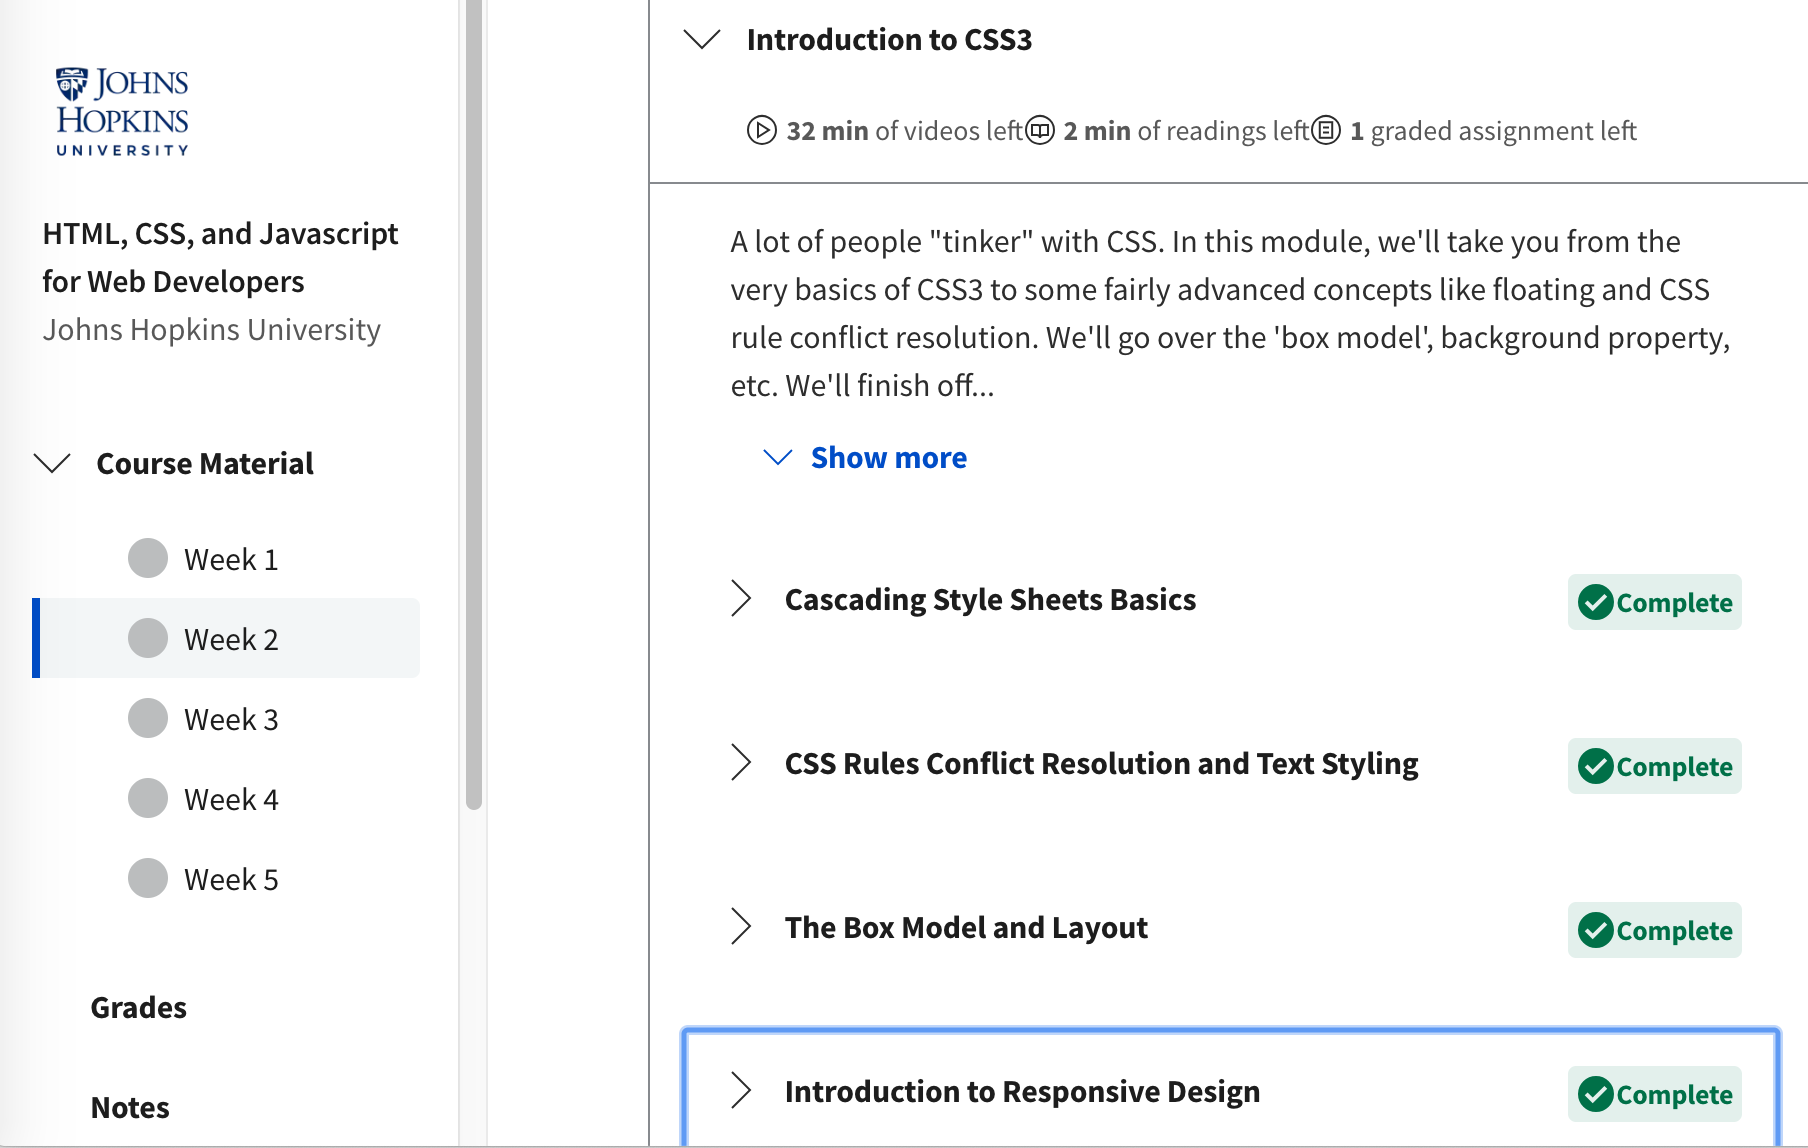 JOHNS
HOPKINS
UNIVERSITY
HTML, CSS, and Javascript
for Web Developers
Johns Hopkins University
Course Material
Week 1
Week 2
Week 3
Week 4
Week 5
Grades
Notes
Introduction to CSS3
32 min of videos left 2 min of readings left 1 graded assignment left
A lot of people "tinker" with CSS. In this module, we'll take you from the
very basics of CSS3 to some fairly advanced concepts like floating and CSS
rule conflict resolution. We'll go over the 'box model', background property,
etc. We'll finish off...
Show more
Cascading Style Sheets Basics Complete
CSS Rules Conflict Resolution and Text Styling Complete
The Box Model and Layout Complete
Introduction to Responsive Design Complete